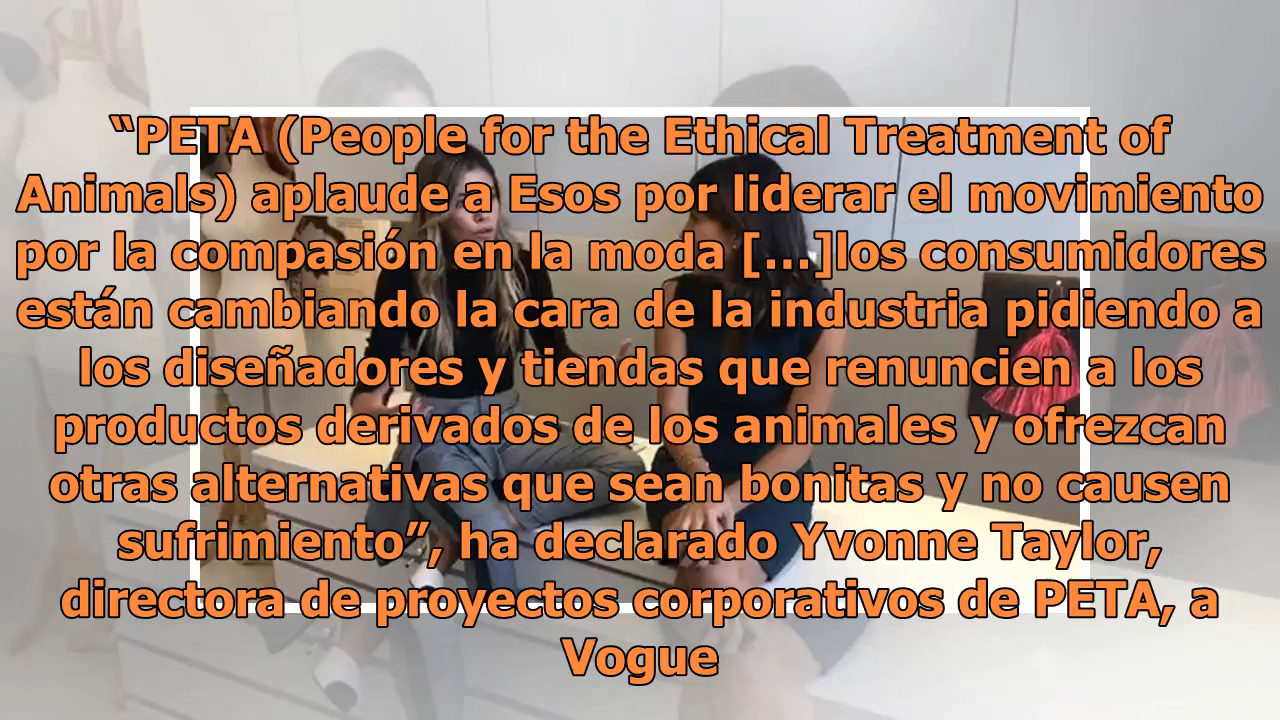 “PETA (People for the Ethical Treatment of
Animals) aplaude a Esos por liderar el movimiento
por la compasión en la moda [...]los consumidores
están cambiando la cara de la industria pidiendo a
los diseñadores y tiendas que renuncien a los
productos derivados de los animales y ofrezcan
otras alternativas que sean bonitas y no causen
sufrimiento”, ha declarado Yvonne Taylor,
directora de proyectos corporativos de PETA, a
Vogue